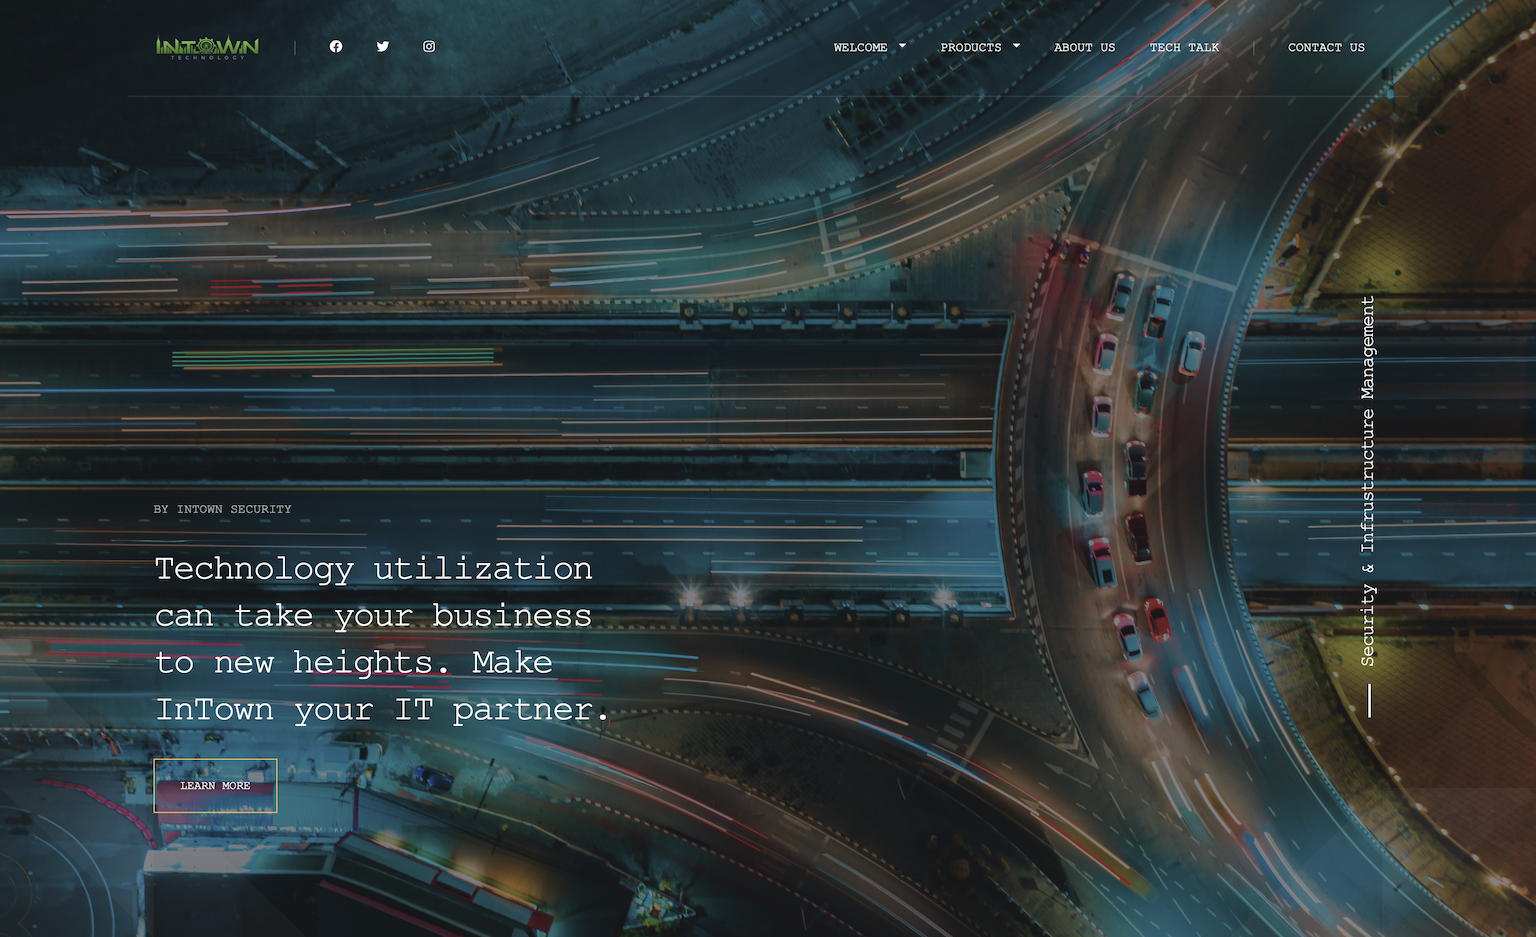 INTOWN
TECHNOLOGY
WELCOME
PRODUCTS
ABOUT US
TECH TALK
CONTACT US
Security & Infrustructure Management
BY INTOWN SECURITY
Technology utilization
can take your business
to new heights. Make
InTown your IT partner.
LEARN MORE